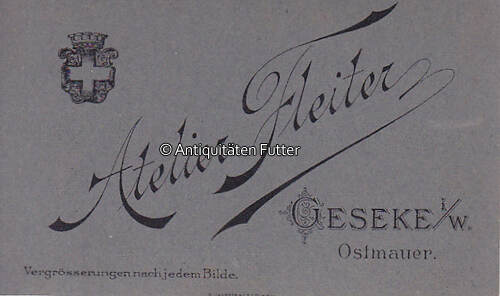 Atelier Fleiter
© Antiquitäten Futter
GESEKE i/W.
Ostmauer.
Vergrösserungen nach jedem Bilde.